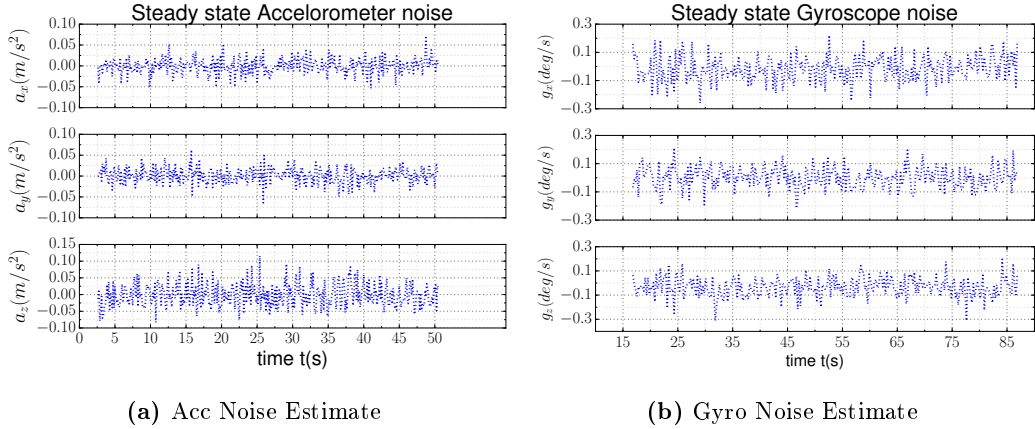 Steady state Accelorometer noise
0.10
0.05
0.00
−0.05
−0.10
a_x(m/s^2)
0.10
0.05
0.00
−0.05
−0.10
a_y(m/s^2)
0.15
0.10
0.05
0.00
−0.05
−0.10
a_z(m/s^2)
0 5 10 15 20 25 30 35 40 45 50
time t(s)
(a) Acc Noise Estimate
Steady state Gyroscope noise
0.3
0.1
−0.1
−0.3
g_x(deg/s)
0.3
0.1
−0.1
−0.3
g_y(deg/s)
0.3
0.1
−0.1
−0.3
g_z(deg/s)
15 25 35 45 55 65 75 85
time t(s)
(b) Gyro Noise Estimate